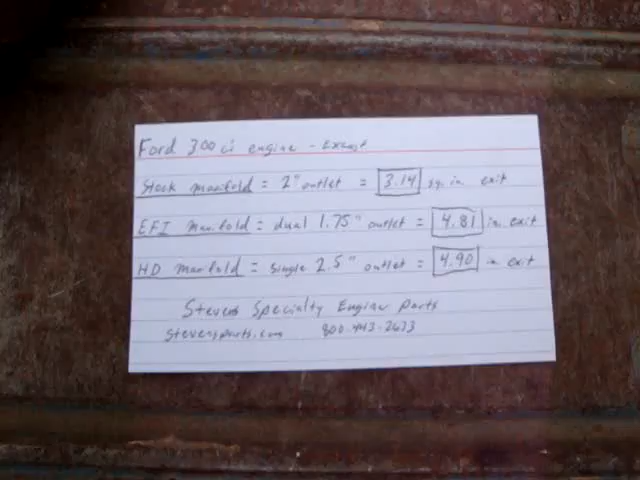 Ford 300 ci engine - Exaust
Stock manifold = 2" outlet = 3.14 sq. in. exit
EFI Manifold = dual 1.75" outlet = 4.81 in. exit
HD manifold = single 2.5" outlet = 4.90 in exit
Stevens Specialty Engine Parts
stevensparts.com 800-443-2633